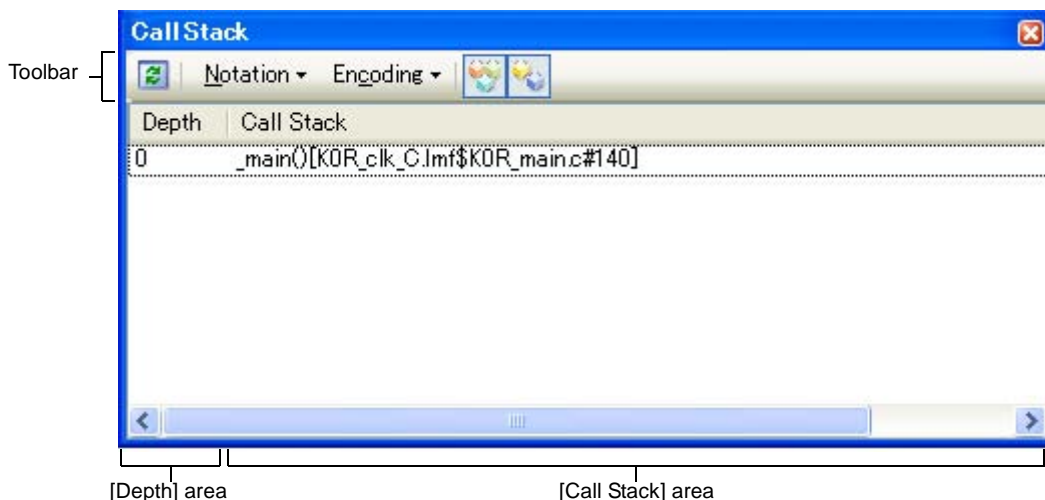 Call Stack
Toolbar
Notation Encoding
Depth Call Stack
0 _main()[K0R_clk_C.lmf$K0R_main.c#140]
[Depth] area [Call Stack] area